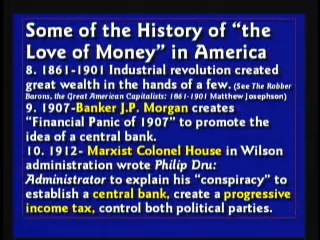 Some of the History of “the
Love of Money” in America
8. 1861-1901 Industrial revolution created
great wealth in the hands of a few. (See The Robber
Barons, the Great American Capitalists: 1861-1901 Matthew Josephson)
9. 1907-Banker J.P. Morgan creates
“Financial Panic of 1907” to promote the
idea of a central bank.
10. 1912- Marxist Colonel House in Wilson
administration wrote Philip Dru:
Administrator to explain his “conspiracy” to
establish a central bank, create a progressive
income tax, control both political parties.